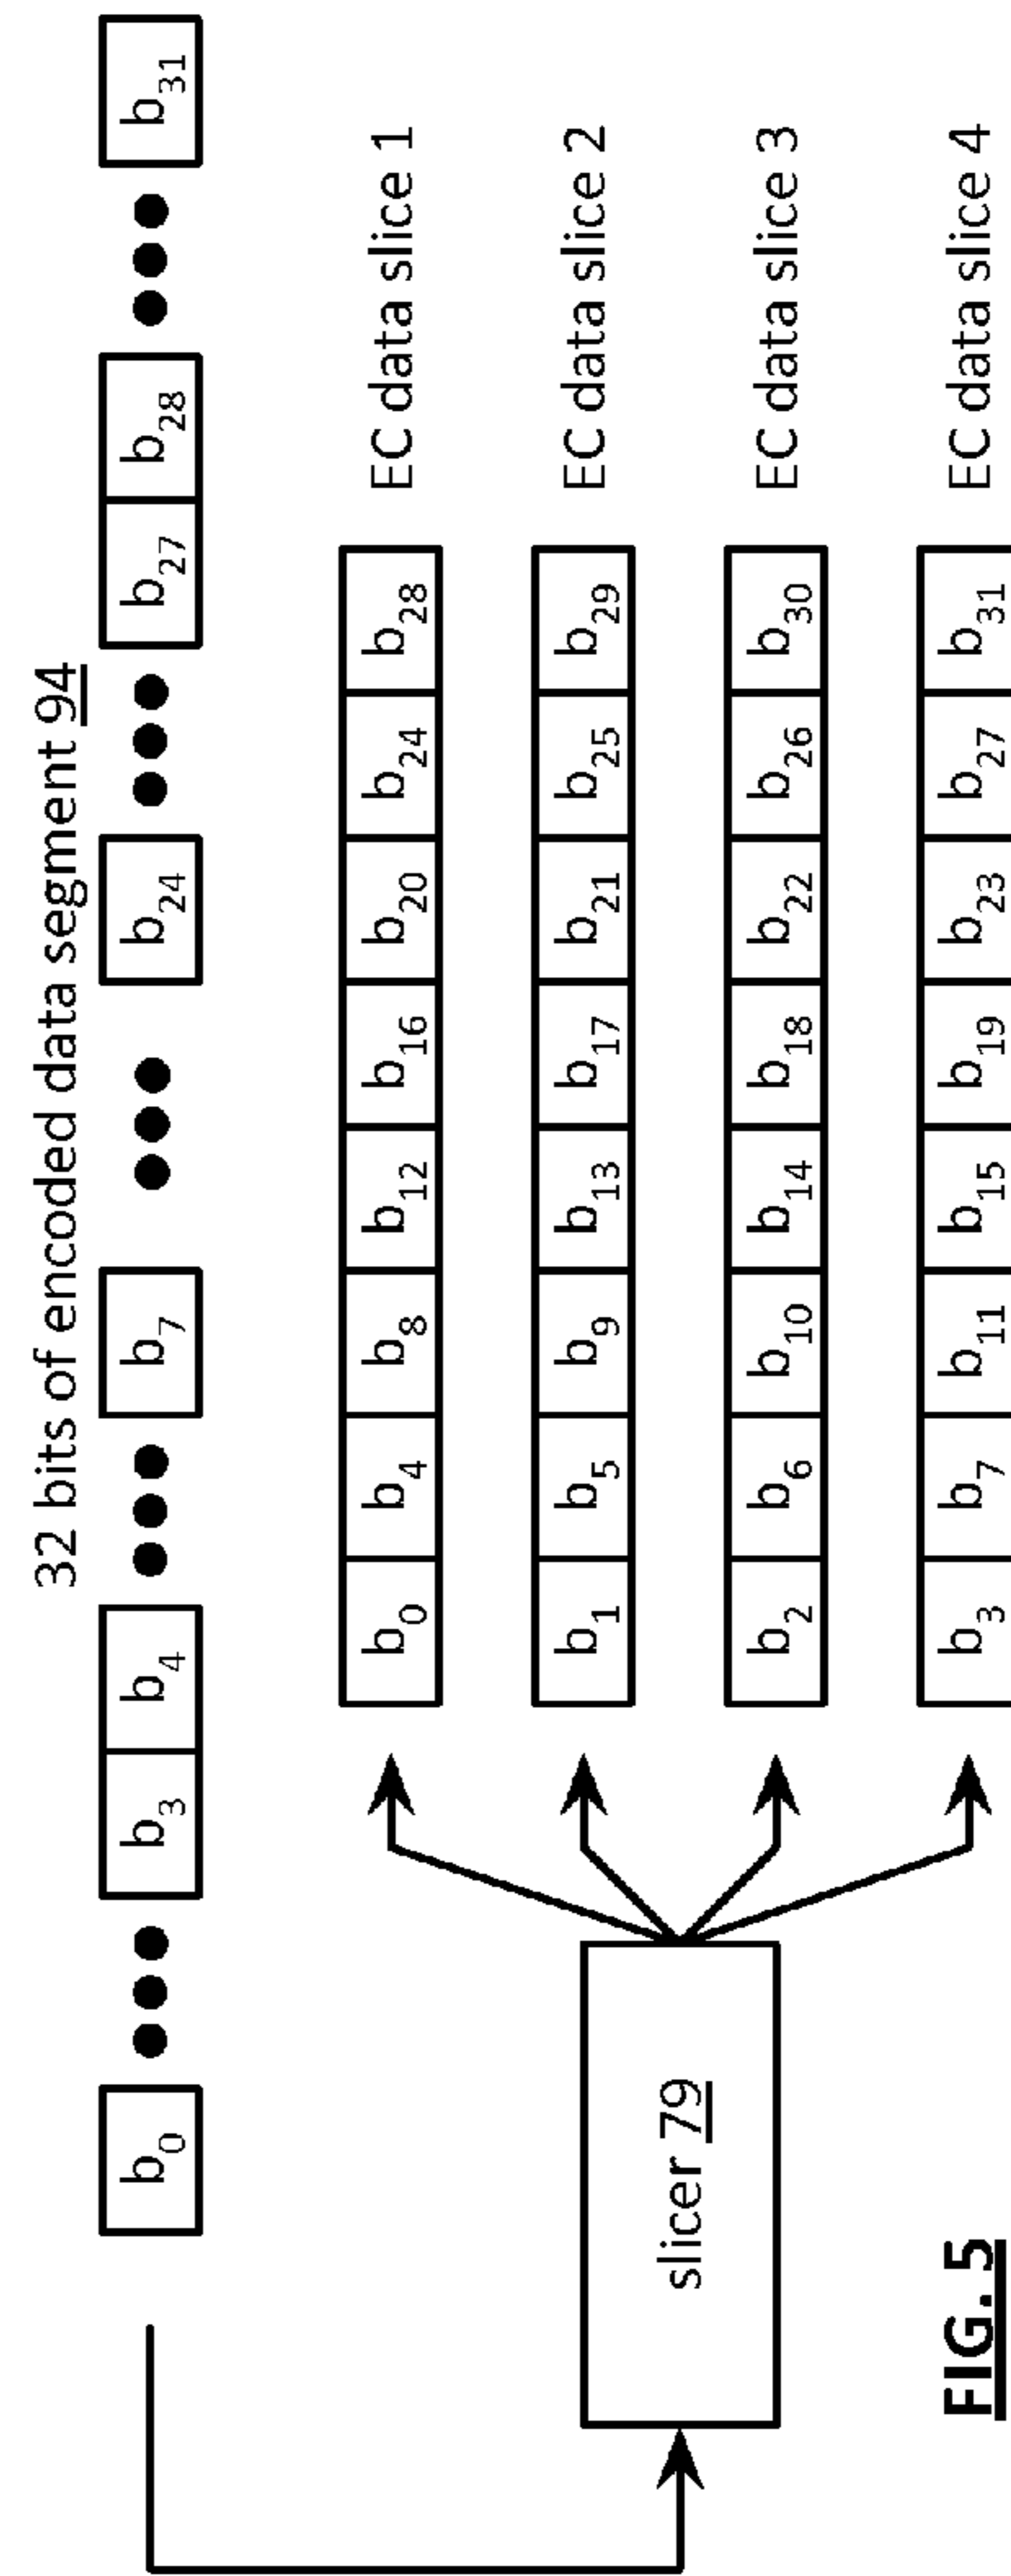 32 bits of encoded data segment 94
b0 b3 b4 b7 b24 b27 b28 b31
b0 b4 b8 b12 b16 b20 b24 b28 EC data slice 1
b1 b5 b9 b13 b17 b21 b25 b29 EC data slice 2
slicer 79
b2 b6 b10 b14 b18 b22 b26 b30 EC data slice 3
b3 b7 b11 b15 b19 b23 b27 b31 EC data slice 4
FIG. 5